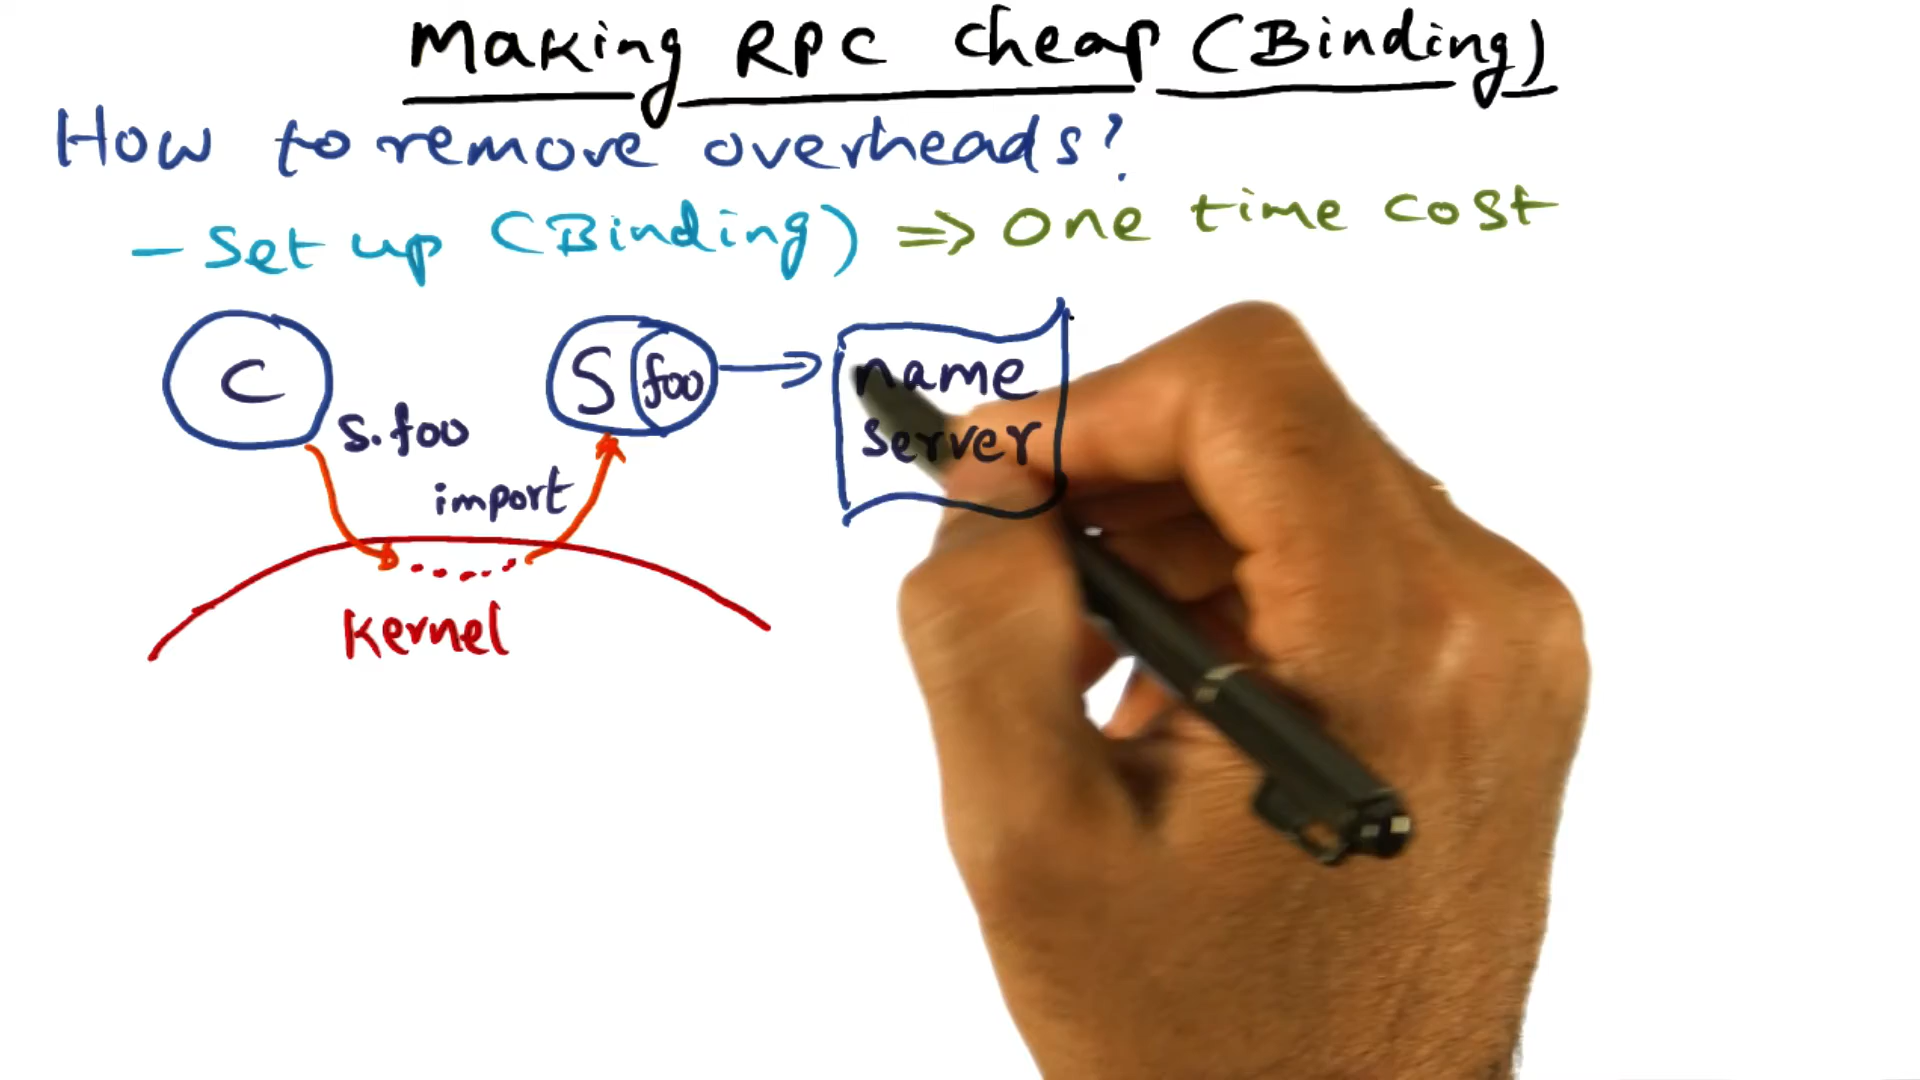 Making RPC cheap (Binding)
How to remove overheads?
- Set up (Binding) => One time cost
C
S
foo
name
server
s.foo
import
Kernel